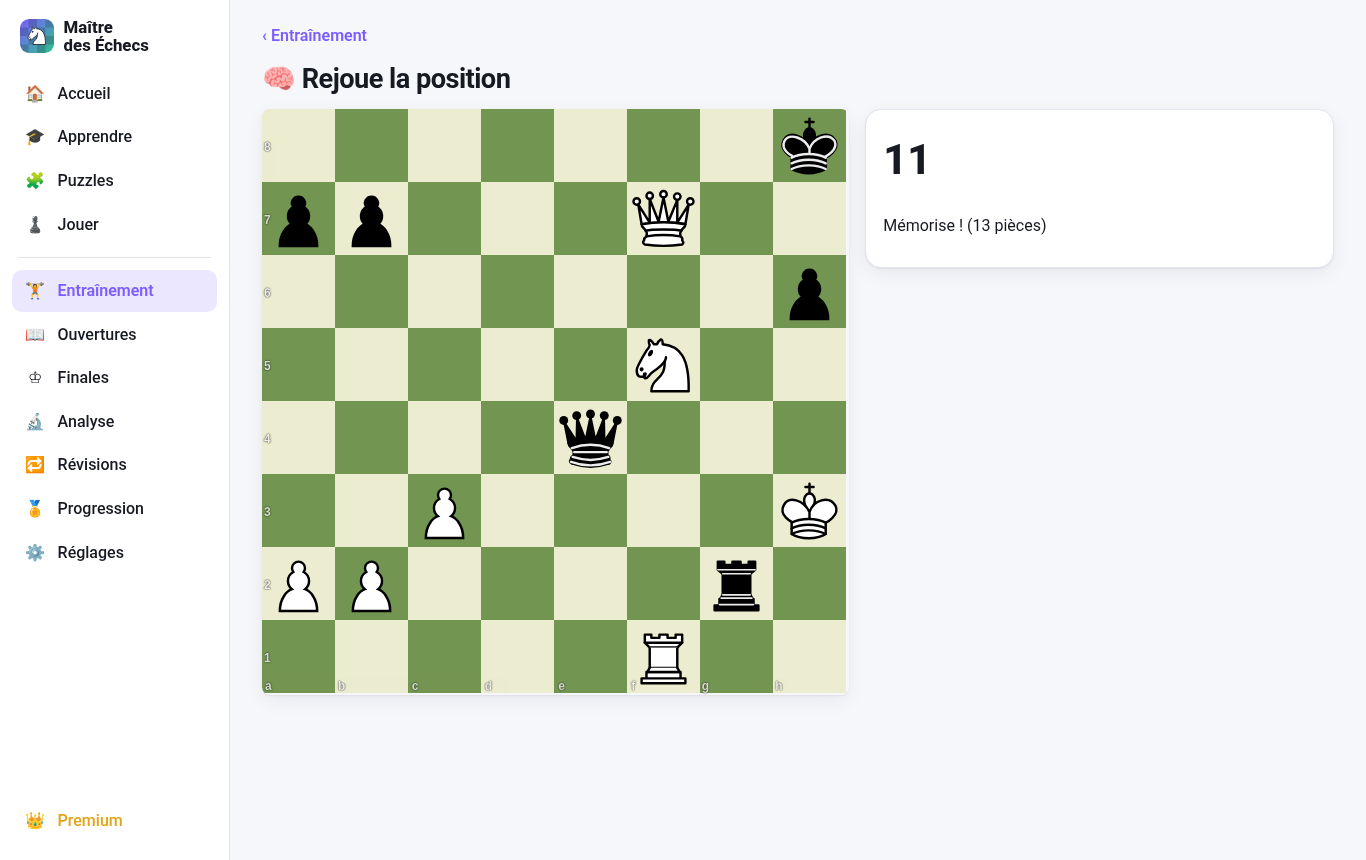 Maître
des Échecs
Accueil
Apprendre
Puzzles
Jouer
Entraînement
Ouvertures
Finales
Analyse
Révisions
Progression
Réglages
Premium
‹ Entraînement
Rejoue la position
8
7
6
5
4
3
2
1
a b c d e f g h
11
Mémorise ! (13 pièces)